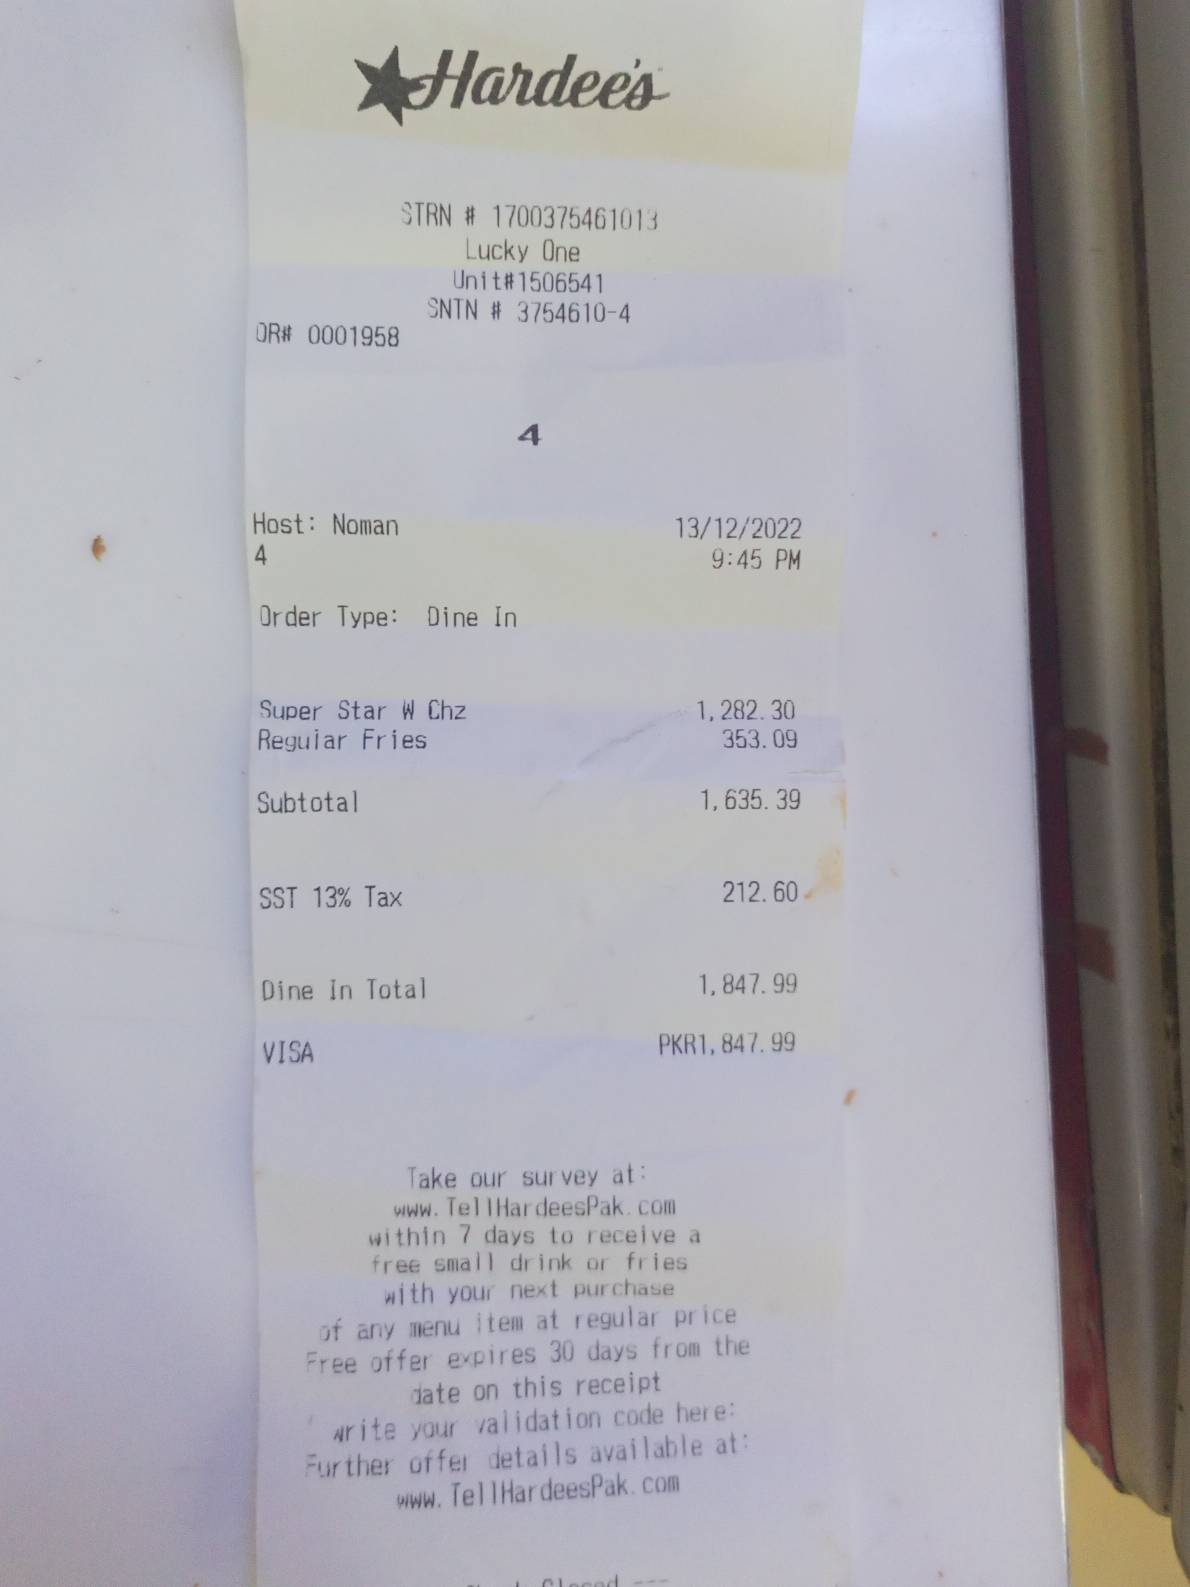 Hardee's
STRN # 1700375461013
Lucky One
Unit#1506541
SNTN # 3754610-4
OR# 0001958
4
Host: Noman 13/12/2022
4 9:45 PM
Order Type: Dine In
Super Star W Chz 1,282.30
Regular Fries 353.09
Subtotal 1,635.39
SST 13% Tax 212.60
Dine In Total 1,847.99
VISA PKR1,847.99
Take our survey at:
www.TellHardeesPak.com
within 7 days to receive a
free small drink or fries
with your next purchase
of any menu item at regular price
Free offer expires 30 days from the
date on this receipt
write your validation code here:
Further offer details available at:
www.TellHardeesPak.com
Closed ---